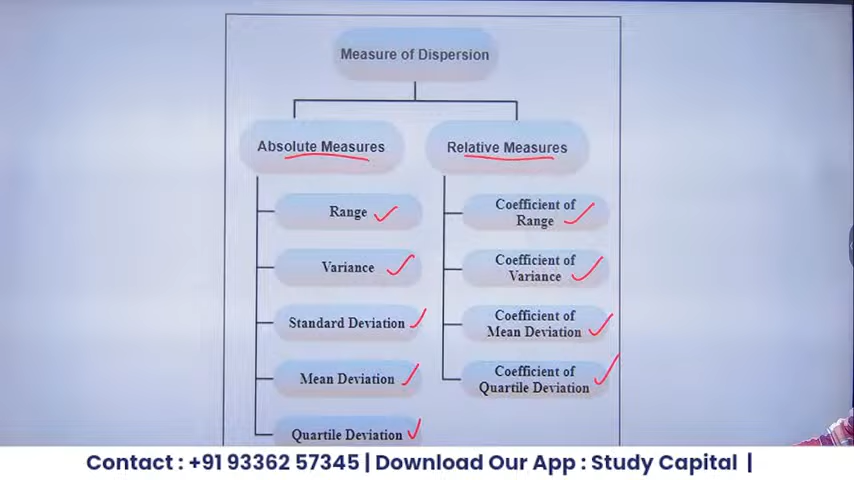 Measure of Dispersion
Absolute Measures
Relative Measures
Range
Coefficient of
Range
Variance
Coefficient of
Variance
Standard Deviation
Coefficient of
Mean Deviation
Mean Deviation
Coefficient of
Quartile Deviation
Quartile Deviation
Contact : +91 93362 57345 | Download Our App : Study Capital |